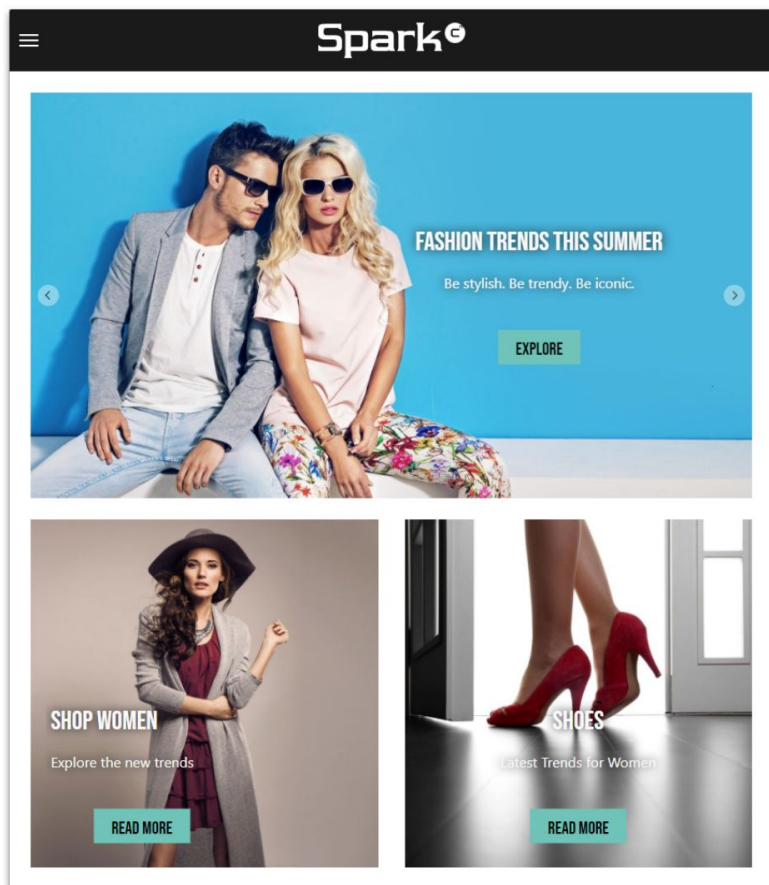 Spark C
FASHION TRENDS THIS SUMMER
Be stylish. Be trendy. Be iconic.
EXPLORE
SHOP WOMEN
Explore the new trends
READ MORE
SHOES
Latest Trends for Women
READ MORE